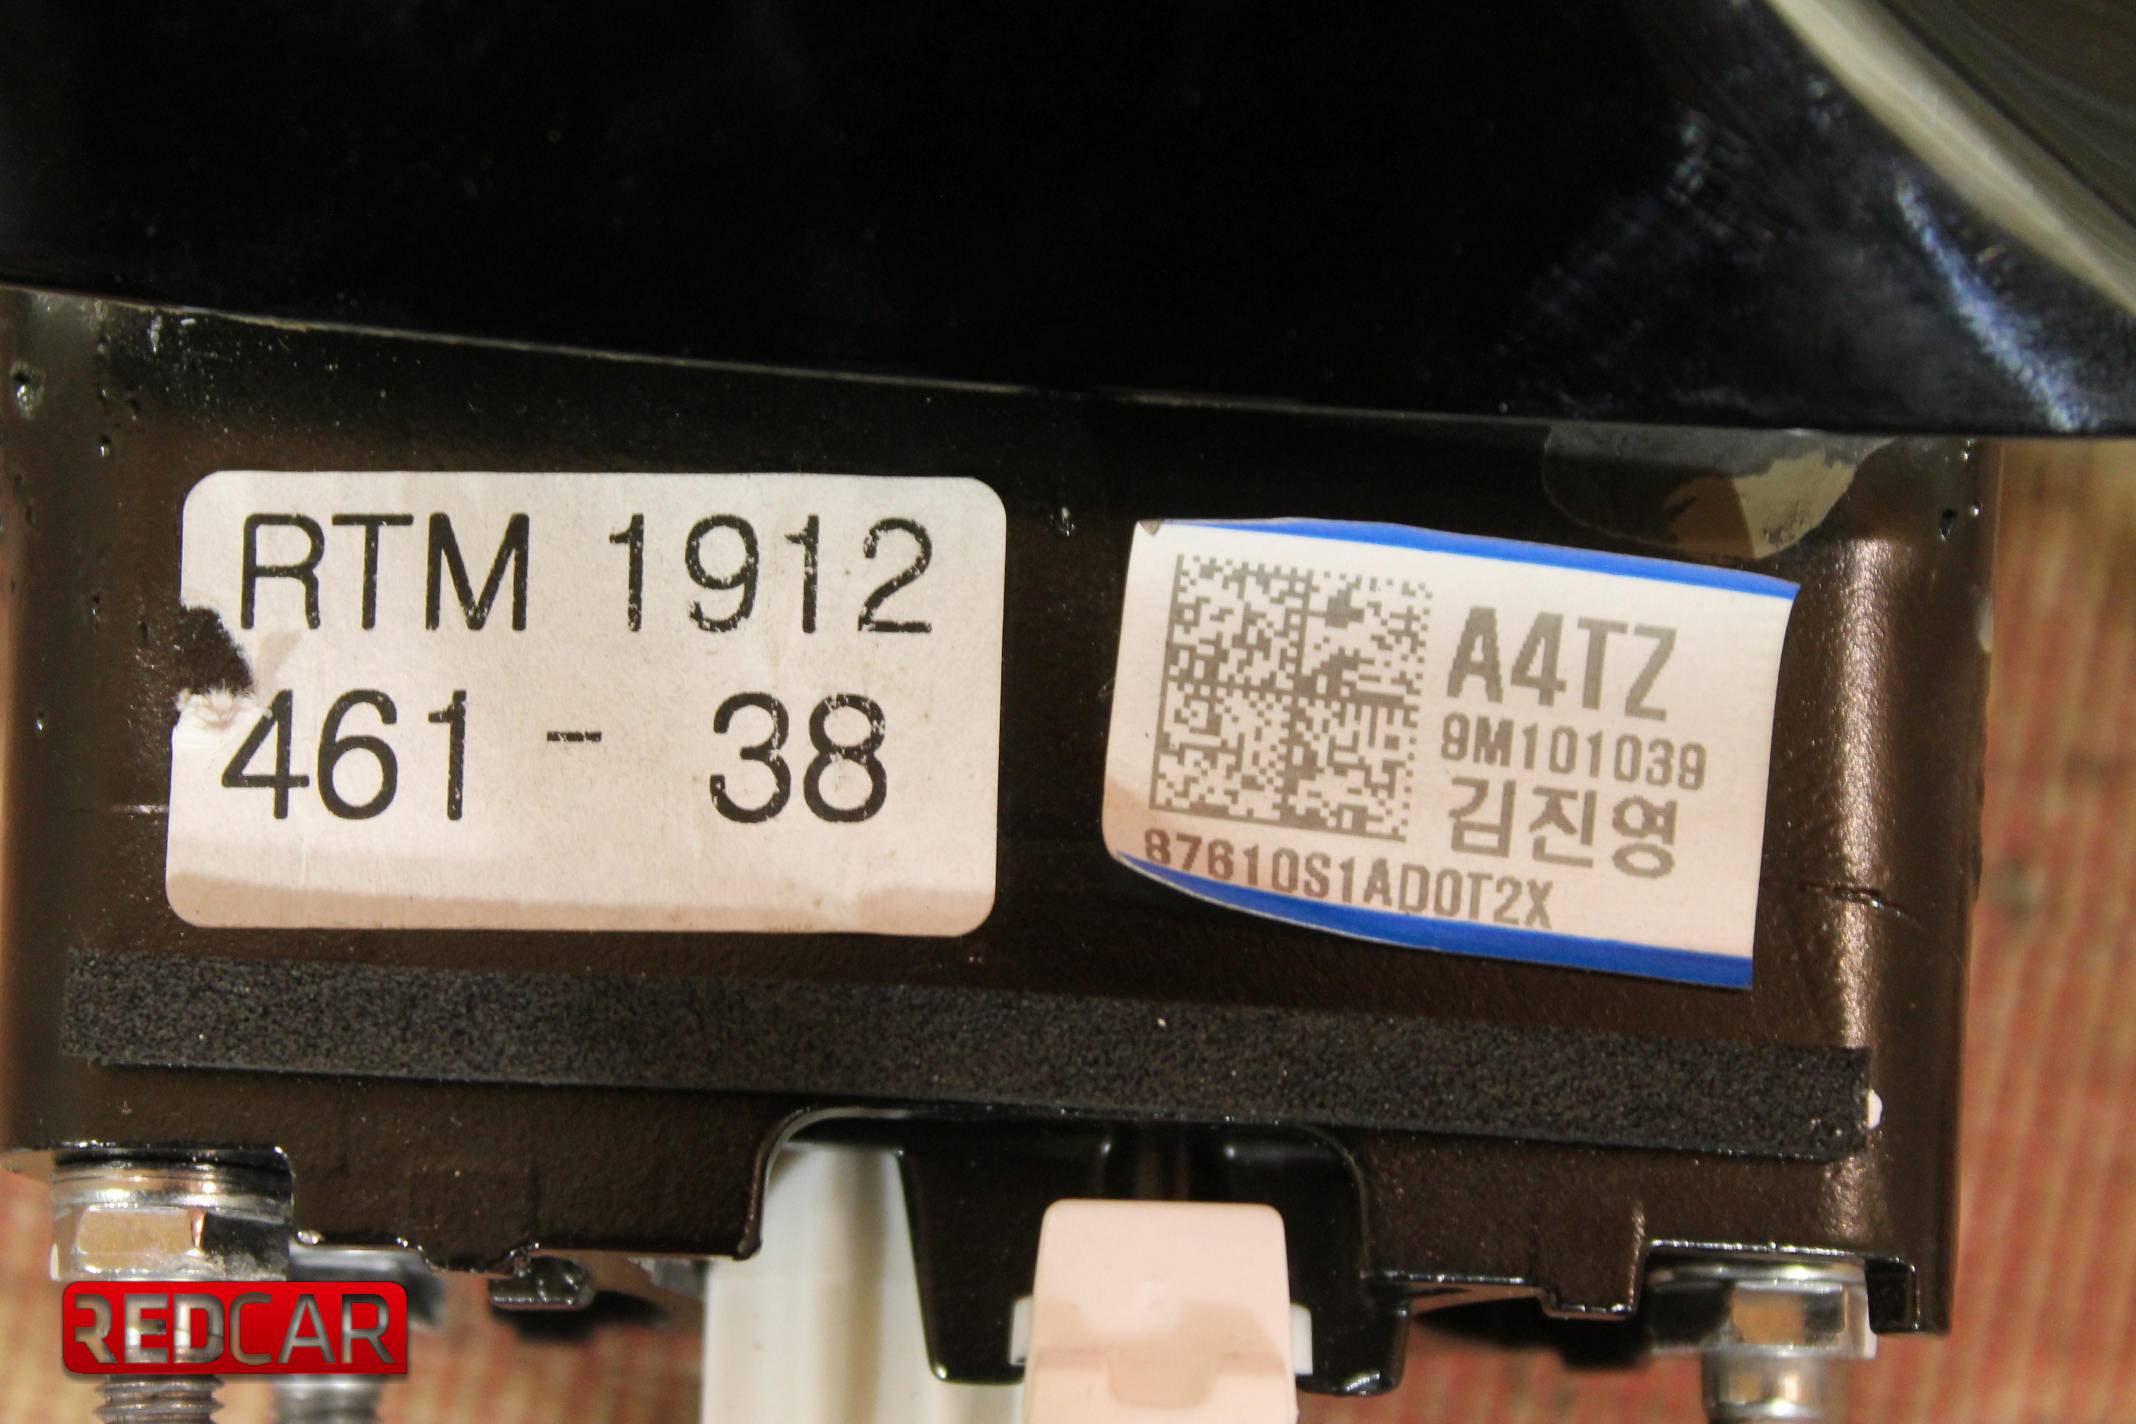 RTM 1912
461 - 38
A4TZ
9M101039
김진영
87610S1AD0T2X
REDCAR